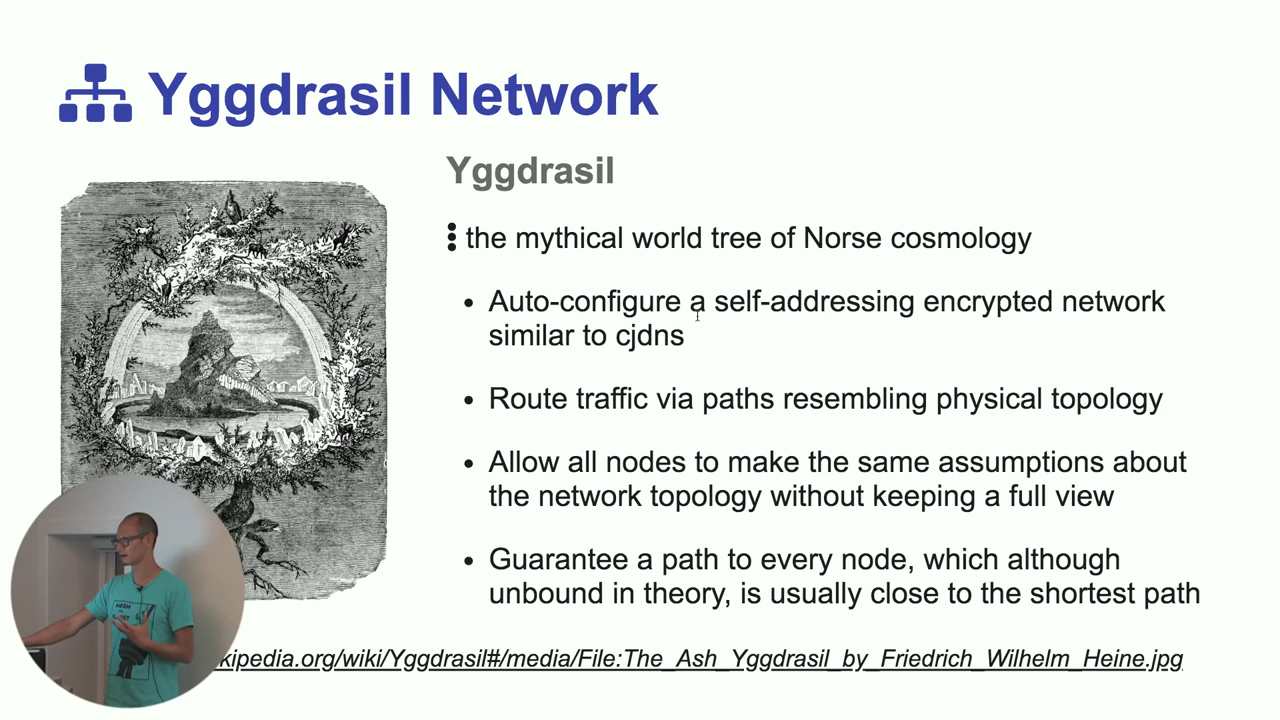 Yggdrasil Network
Yggdrasil
the mythical world tree of Norse cosmology
• Auto-configure a self-addressing encrypted network
similar to cjdns
• Route traffic via paths resembling physical topology
• Allow all nodes to make the same assumptions about
the network topology without keeping a full view
• Guarantee a path to every node, which although
unbound in theory, is usually close to the shortest path
kipedia.org/wiki/Yggdrasil#/media/File:The_Ash_Yggdrasil_by_Friedrich_Wilhelm_Heine.jpg
MESH